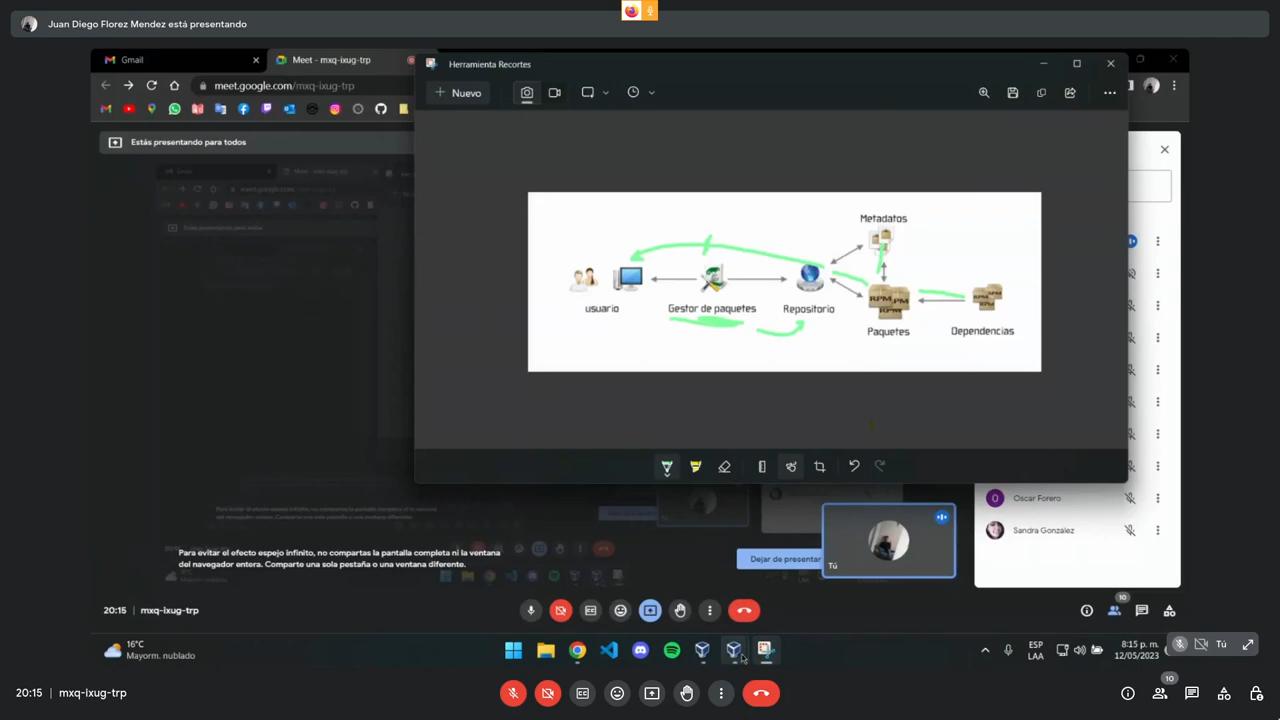 Juan Diego Florez Mendez está presentando
Gmail
Meet - mxq-ixug-trp
meet.google.com/mxq-ixug-trp
Estás presentando para todos
Herramienta Recortes
Nuevo
Metadatos
usuario
Gestor de paquetes
Repositorio
RPM
Paquetes
Dependencias
Oscar Forero
Sandra González
Tú
Dejar de presentar
Para evitar el efecto espejo infinito, no compartas la pantalla completa ni la ventana
del navegador entera. Comparte una sola pestaña o una ventana diferente.
20:15
mxq-ixug-trp
10
16°C
Mayorm. nublado
ESP
LAA
8:15 p. m.
12/05/2023
Tú
20:15
mxq-ixug-trp
10